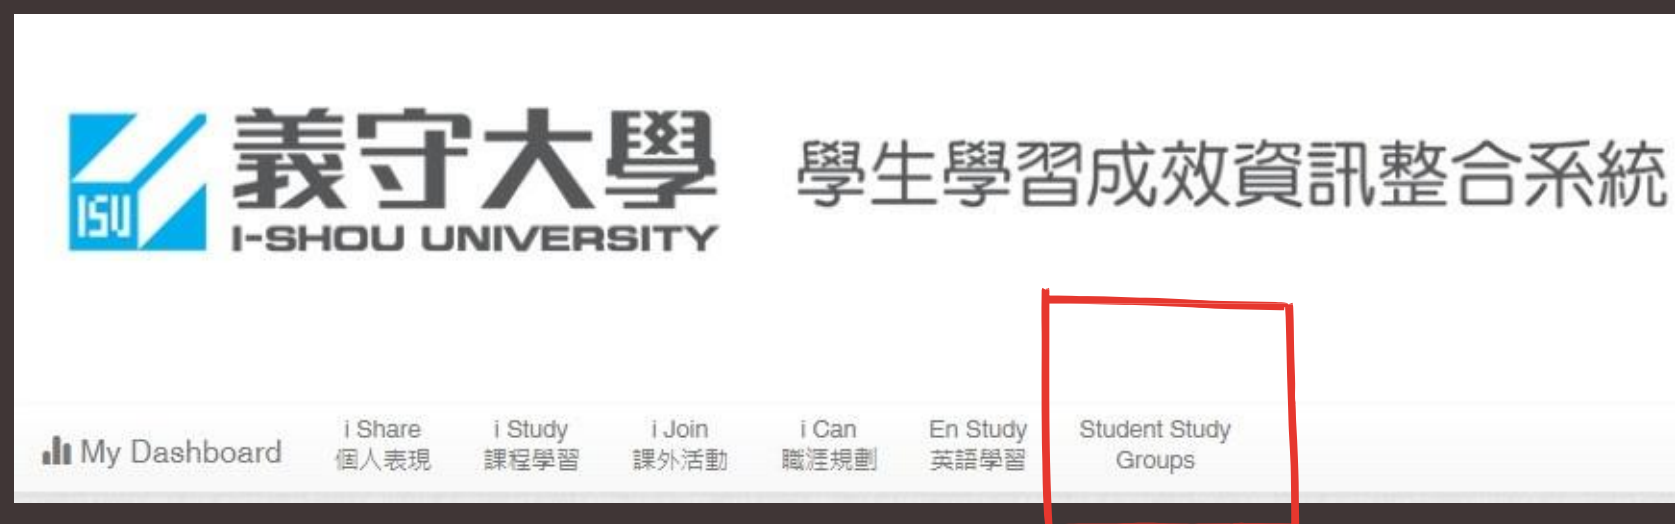 義守大學
I-SHOU UNIVERSITY
ISU
學生學習成效資訊整合系統
My Dashboard
i Share
個人表現
i Study
課程學習
i Join
課外活動
i Can
職涯規劃
En Study
英語學習
Student Study
Groups